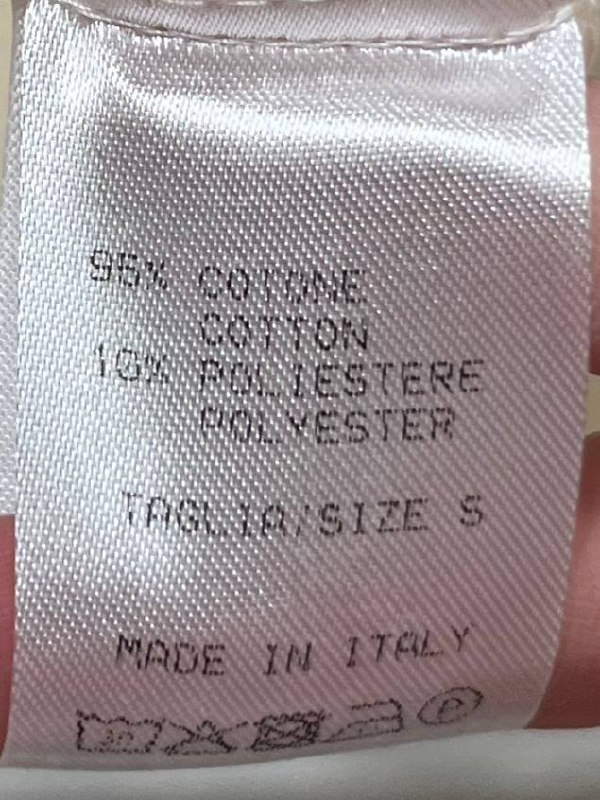 95% COTONE
COTTON
10% POLIESTERE
POLYESTER
TAGLIA/SIZE S
MADE IN ITALY
P